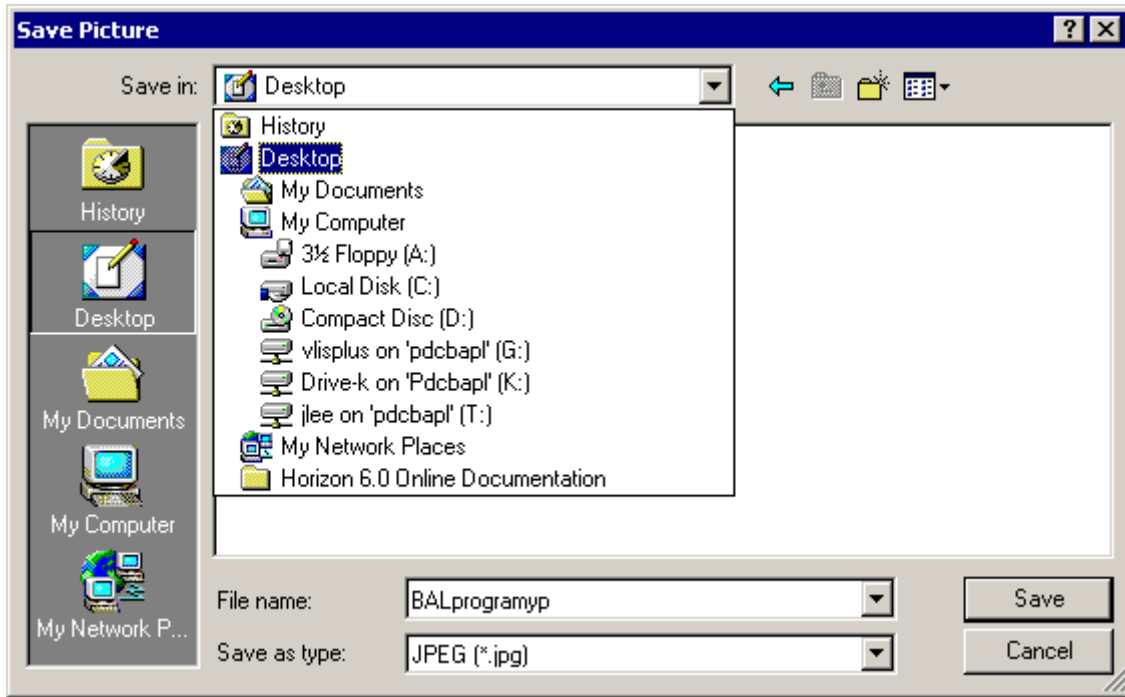 Save Picture
Save in: Desktop
History
Desktop
My Documents
My Computer
3½ Floppy (A:)
Local Disk (C:)
Compact Disc (D:)
vlisplus on 'pdcbapl' (G:)
Drive-k on 'Pdcbapl' (K:)
jlee on 'pdcbapl' (T:)
My Network Places
Horizon 6.0 Online Documentation
History
Desktop
My Documents
My Computer
My Network P...
File name: BALprogramyp Save
Save as type: JPEG (*.jpg) Cancel